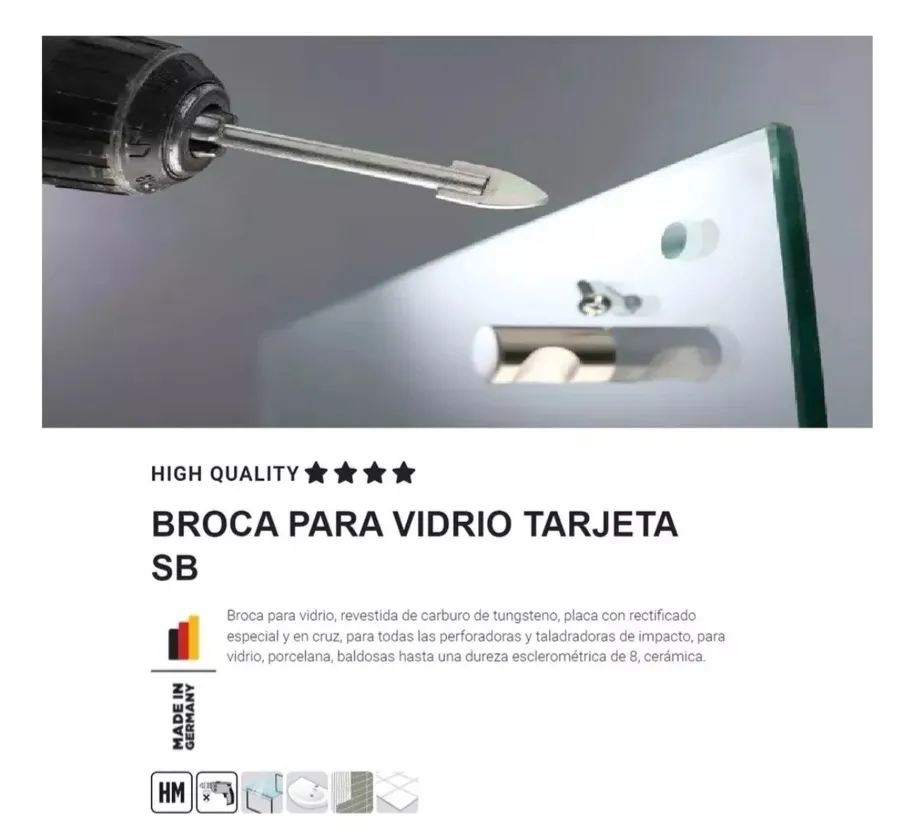 HIGH QUALITY ★★★★
BROCA PARA VIDRIO TARJETA
SB
Broca para vidrio, revestida de carburo de tungsteno, placa con rectificado
especial y en cruz, para todas las perforadoras y taladradoras de impacto, para
vidrio, porcelana, baldosas hasta una dureza esclerométrica de 8, cerámica.
MADE IN
GERMANY
HM